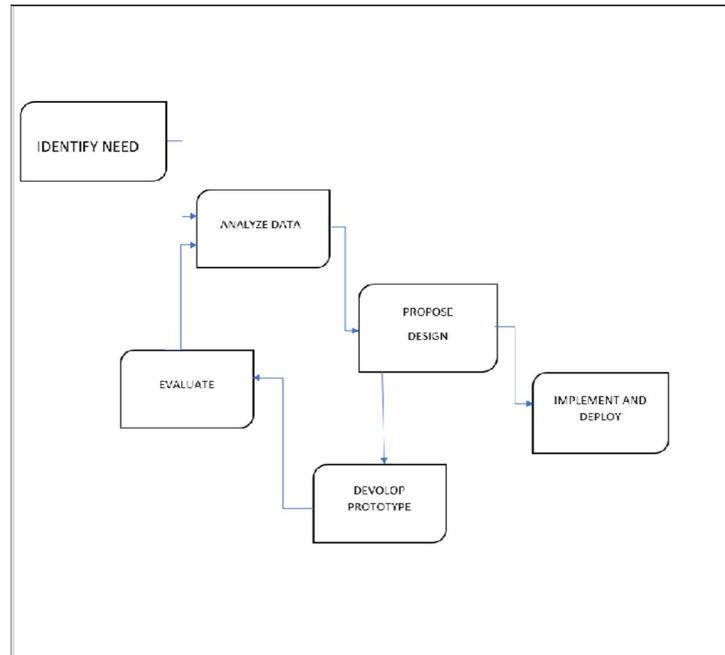 IDENTIFY NEED
ANALYZE DATA
PROPOSE
DESIGN
EVALUATE
IMPLEMENT AND
DEPLOY
DEVOLOP
PROTOTYPE